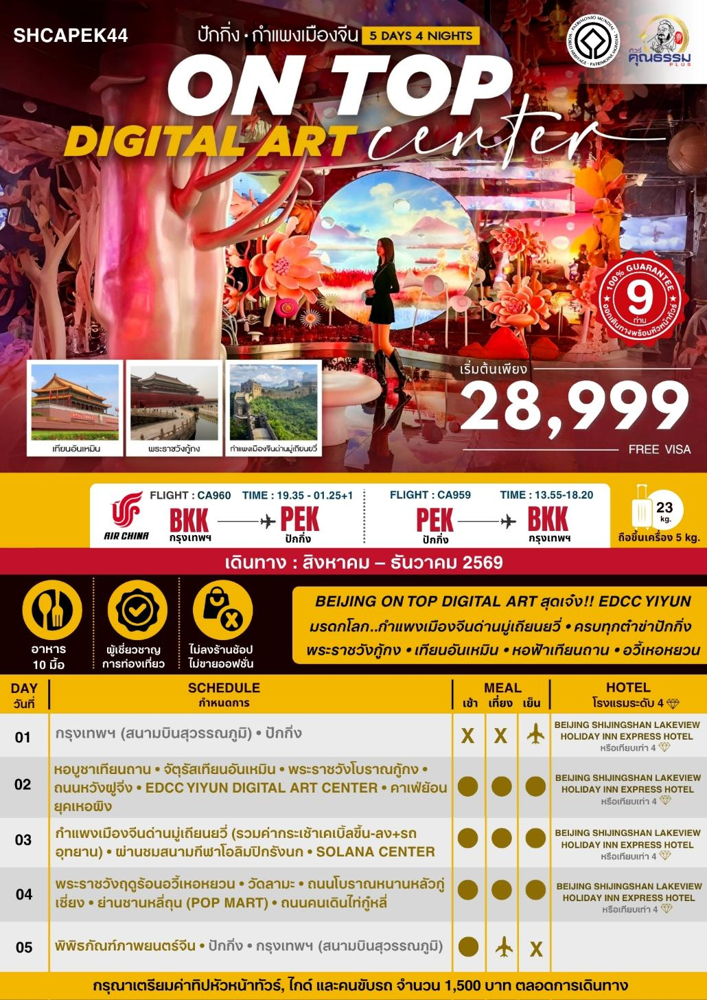 SHCAPEK44
ปักกิ่ง • กำแพงเมืองจีน 5 DAYS 4 NIGHTS
ON TOP
DIGITAL ART center
WORLD HERITAGE • PATRIMOINE MONDIAL • PATRIMONIO MUNDIAL
ทัวร์
คุณธรรม
PLUS
100% GUARANTEE
9
ท่าน
ออกเดินทางพร้อมหัวหน้าทัวร์
เทียนอันเหมิน
พระราชวังกู้กง
กำแพงเมืองจีนด่านมู่เถียนยวี่
เริ่มต้นเพียง
28,999
FREE VISA
AIR CHINA
FLIGHT : CA960 TIME : 19.35 - 01.25+1
BKK PEK
กรุงเทพฯ ปักกิ่ง
FLIGHT : CA959 TIME : 13.55-18.20
PEK BKK
ปักกิ่ง กรุงเทพฯ
23
kg.
ถือขึ้นเครื่อง 5 kg.
เดินทาง : สิงหาคม – ธันวาคม 2569
อาหาร
10 มื้อ
ผู้เชี่ยวชาญ
การท่องเที่ยว
ไม่ลงร้านช้อป
ไม่ขายออฟชั่น
BEIJING ON TOP DIGITAL ART สุดเจ๋ง!! EDCC YIYUN
มรดกโลก..กำแพงเมืองจีนด่านมู่เถียนยวี่ • ครบทุกตำข่าปักกิ่ง
พระราชวังกู้กง • เทียนอันเหมิน • หอฟ้าเทียนถาน • อวี้เหอหยวน
DAY SCHEDULE MEAL HOTEL
วันที่ กำหนดการ เช้า เที่ยง เย็น โรงแรมระดับ 4
01 กรุงเทพฯ (สนามบินสุวรรณภูมิ) • ปักกิ่ง X X
BEIJING SHIJINGSHAN LAKEVIEW
HOLIDAY INN EXPRESS HOTEL
หรือเทียบเท่า 4
02
หอบูชาเทียนถาน • จัตุรัสเทียนอันเหมิน • พระราชวังโบราณกู้กง •
ถนนหวังฝูจิ่ง • EDCC YIYUN DIGITAL ART CENTER • คาเฟ่ย้อน
ยุคเหอผิง
BEIJING SHIJINGSHAN LAKEVIEW
HOLIDAY INN EXPRESS HOTEL
หรือเทียบเท่า 4
03
กำแพงเมืองจีนด่านมู่เถียนยวี่ (รวมค่ากระเช้าเคเบิ้ลขึ้น-ลง+รถ
อุทยาน) • ผ่านชมสนามกีฬาโอลิมปิกรังนก • SOLANA CENTER
BEIJING SHIJINGSHAN LAKEVIEW
HOLIDAY INN EXPRESS HOTEL
หรือเทียบเท่า 4
04
พระราชวังฤดูร้อนอวี้เหอหยวน • วัดลามะ • ถนนโบราณหนานหลัวกู่
เซี่ยง • ย่านซานหลี่ถุน (POP MART) • ถนนคนเดินไท่กู๋หลี่
BEIJING SHIJINGSHAN LAKEVIEW
HOLIDAY INN EXPRESS HOTEL
หรือเทียบเท่า 4
05 พิพิธภัณฑ์ภาพยนตร์จีน • ปักกิ่ง • กรุงเทพฯ (สนามบินสุวรรณภูมิ) X
กรุณาเตรียมค่าทิปหัวหน้าทัวร์, ไกด์ และคนขับรถ จำนวน 1,500 บาท ตลอดการเดินทาง